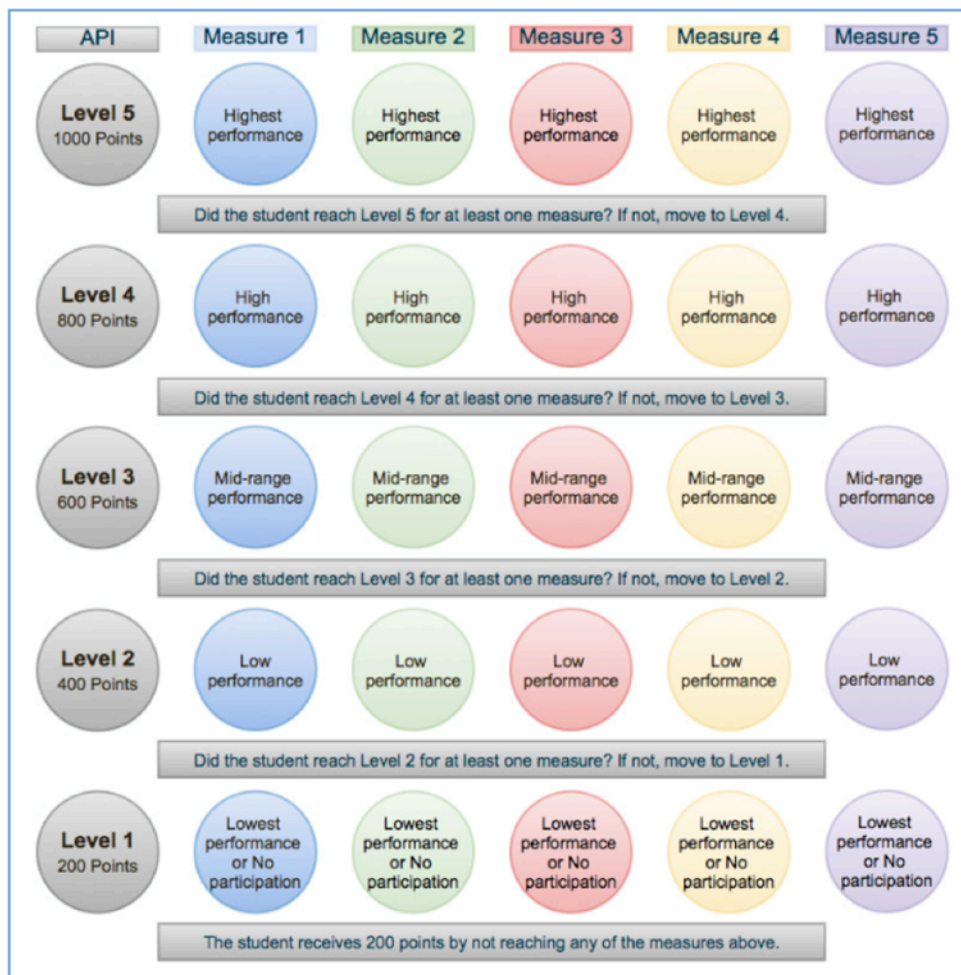 API
Measure 1
Measure 2
Measure 3
Measure 4
Measure 5
Level 5
1000 Points
Highest
performance
Highest
performance
Highest
performance
Highest
performance
Highest
performance
Did the student reach Level 5 for at least one measure? If not, move to Level 4.
Level 4
800 Points
High
performance
High
performance
High
performance
High
performance
High
performance
Did the student reach Level 4 for at least one measure? If not, move to Level 3.
Level 3
600 Points
Mid-range
performance
Mid-range
performance
Mid-range
performance
Mid-range
performance
Mid-range
performance
Did the student reach Level 3 for at least one measure? If not, move to Level 2.
Level 2
400 Points
Low
performance
Low
performance
Low
performance
Low
performance
Low
performance
Did the student reach Level 2 for at least one measure? If not, move to Level 1.
Level 1
200 Points
Lowest
performance
or No
participation
Lowest
performance
or No
participation
Lowest
performance
or No
participation
Lowest
performance
or No
participation
Lowest
performance
or No
participation
The student receives 200 points by not reaching any of the measures above.